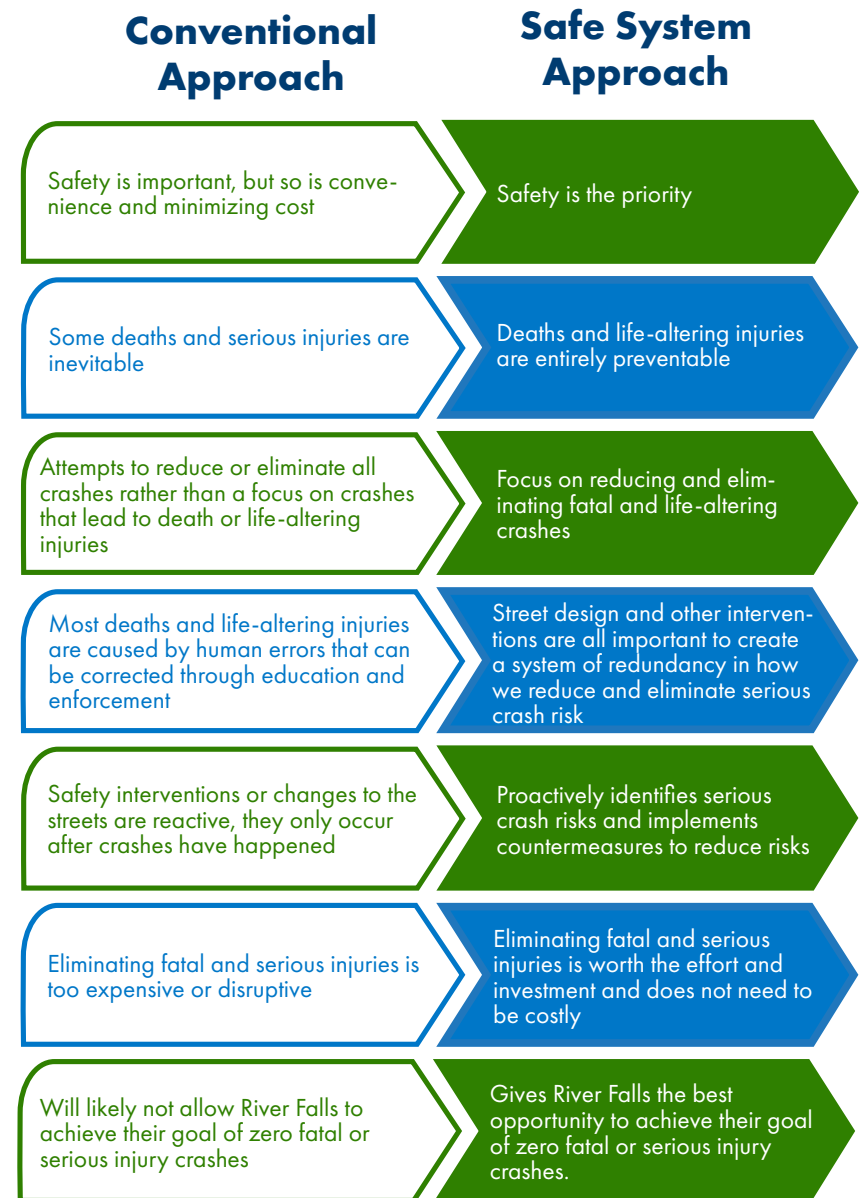 Conventional
Approach
Safe System
Approach
Safety is important, but so is conve-
nience and minimizing cost
Safety is the priority
Some deaths and serious injuries are
inevitable
Deaths and life-altering injuries
are entirely preventable
Attempts to reduce or eliminate all
crashes rather than a focus on crashes
that lead to death or life-altering
injuries
Focus on reducing and elim-
inating fatal and life-altering
crashes
Most deaths and life-altering injuries
are caused by human errors that can
be corrected through education and
enforcement
Street design and other interven-
tions are all important to create
a system of redundancy in how
we reduce and eliminate serious
crash risk
Safety interventions or changes to the
streets are reactive, they only occur
after crashes have happened
Proactively identifies serious
crash risks and implements
countermeasures to reduce risks
Eliminating fatal and serious injuries is
too expensive or disruptive
Eliminating fatal and serious
injuries is worth the effort and
investment and does not need to
be costly
Will likely not allow River Falls to
achieve their goal of zero fatal or
serious injury crashes
Gives River Falls the best
opportunity to achieve their goal
of zero fatal or serious injury
crashes.